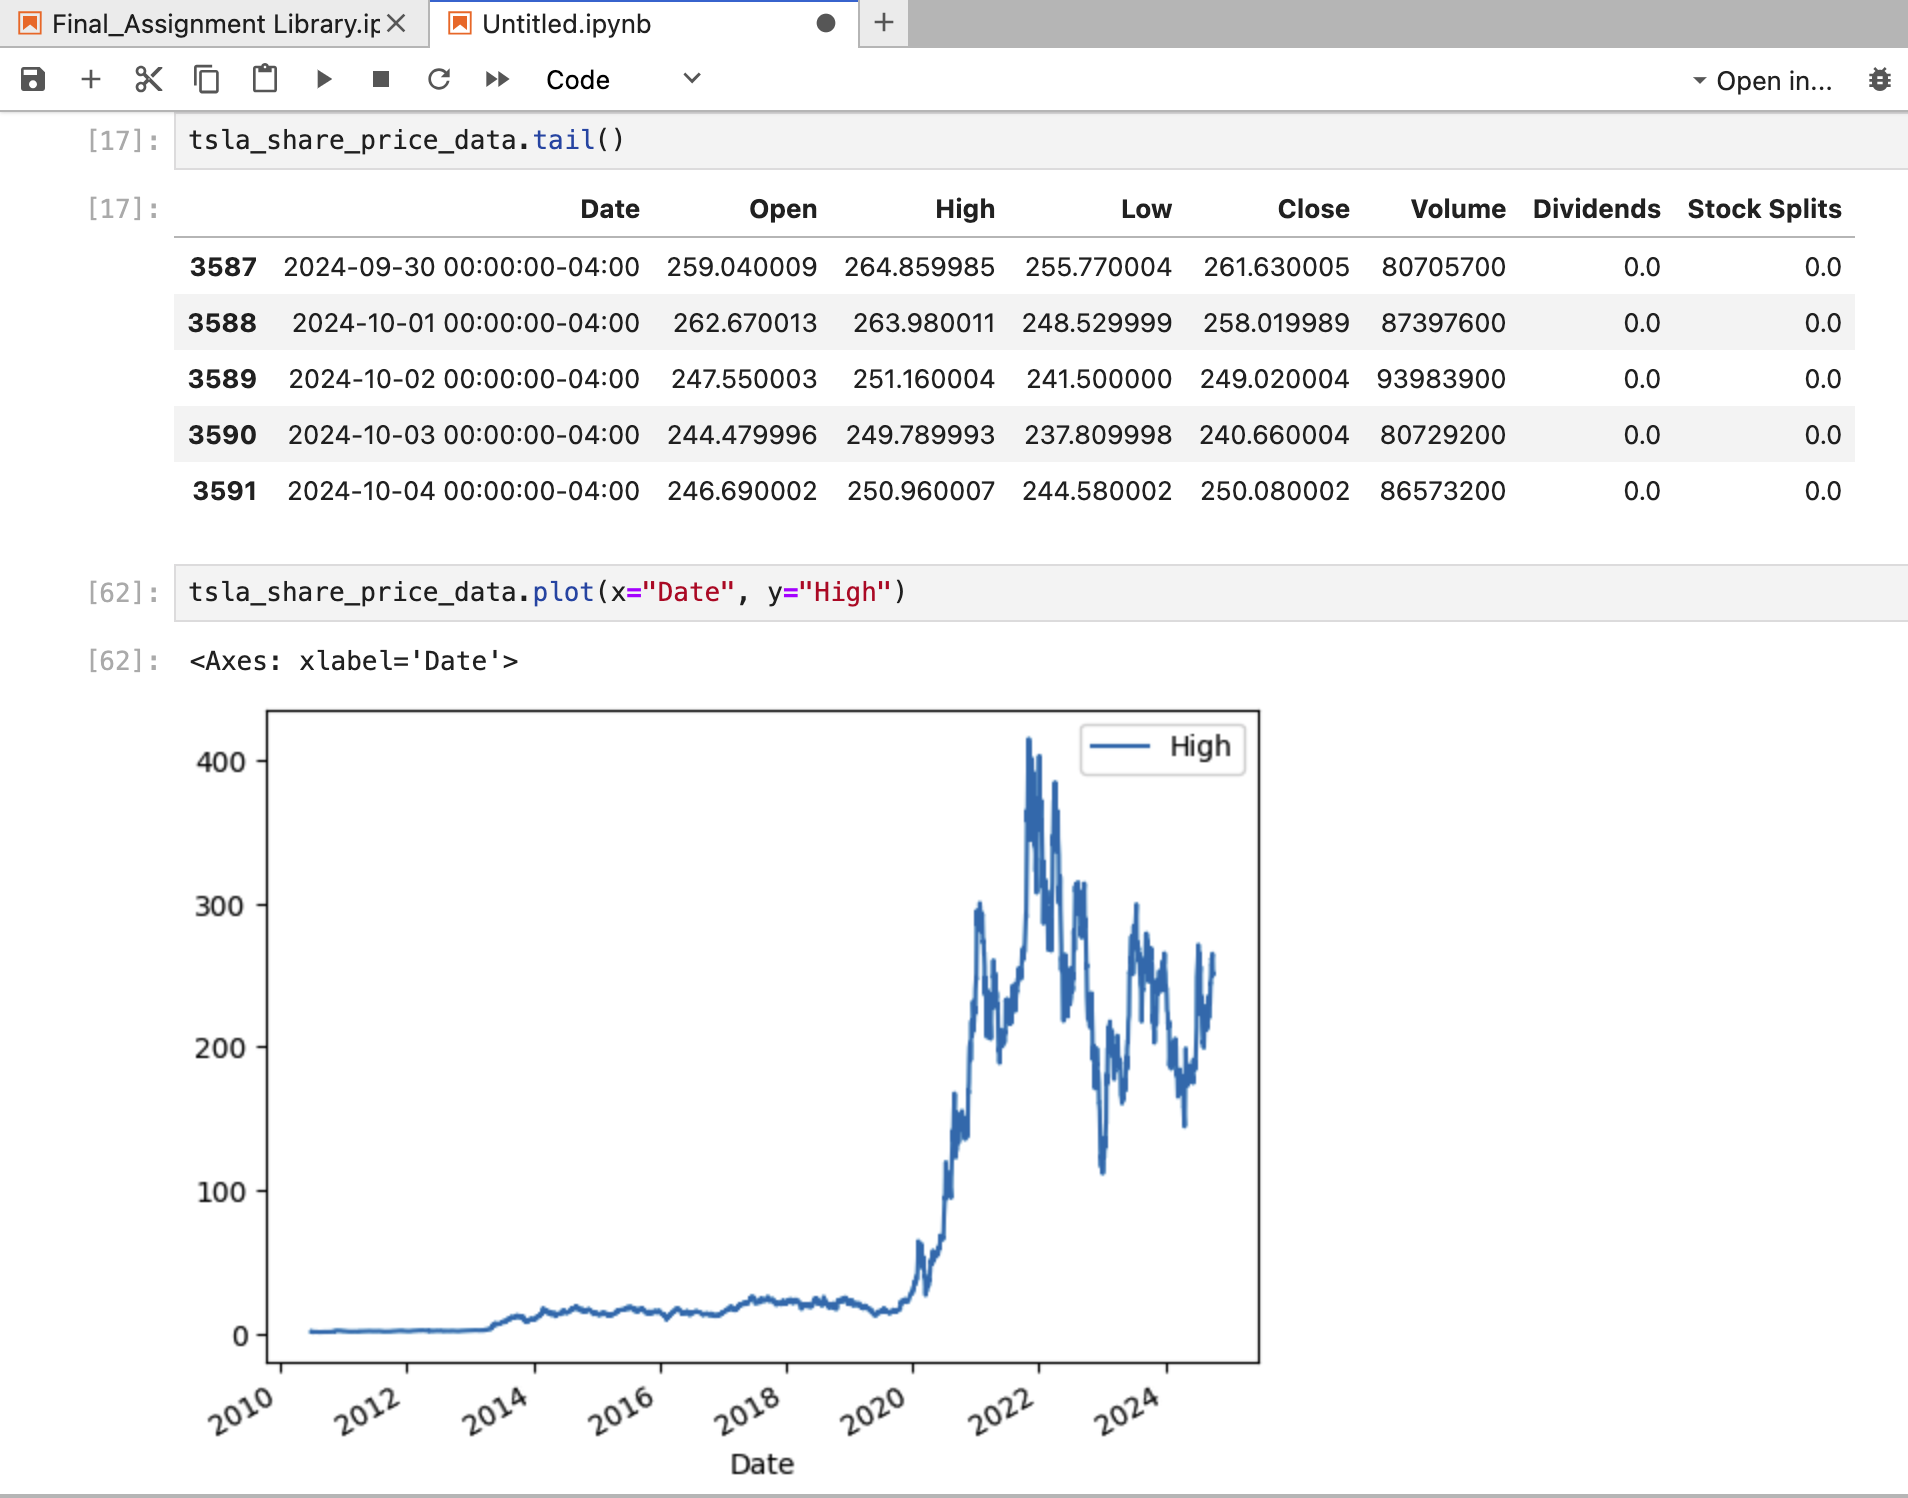 Final_Assignment Library.ip
Untitled.ipynb
Code
Open in...
[17]: tsla_share_price_data.tail()
[17]: Date Open High Low Close Volume Dividends Stock Splits
3587 2024-09-30 00:00:00-04:00 259.040009 264.859985 255.770004 261.630005 80705700 0.0 0.0
3588 2024-10-01 00:00:00-04:00 262.670013 263.980011 248.529999 258.019989 87397600 0.0 0.0
3589 2024-10-02 00:00:00-04:00 247.550003 251.160004 241.500000 249.020004 93983900 0.0 0.0
3590 2024-10-03 00:00:00-04:00 244.479996 249.789993 237.809998 240.660004 80729200 0.0 0.0
3591 2024-10-04 00:00:00-04:00 246.690002 250.960007 244.580002 250.080002 86573200 0.0 0.0
[62]: tsla_share_price_data.plot(x="Date", y="High")
[62]: <Axes: xlabel='Date'>
High
400
300
200
100
0
2010 2012 2014 2016 2018 2020 2022 2024
Date